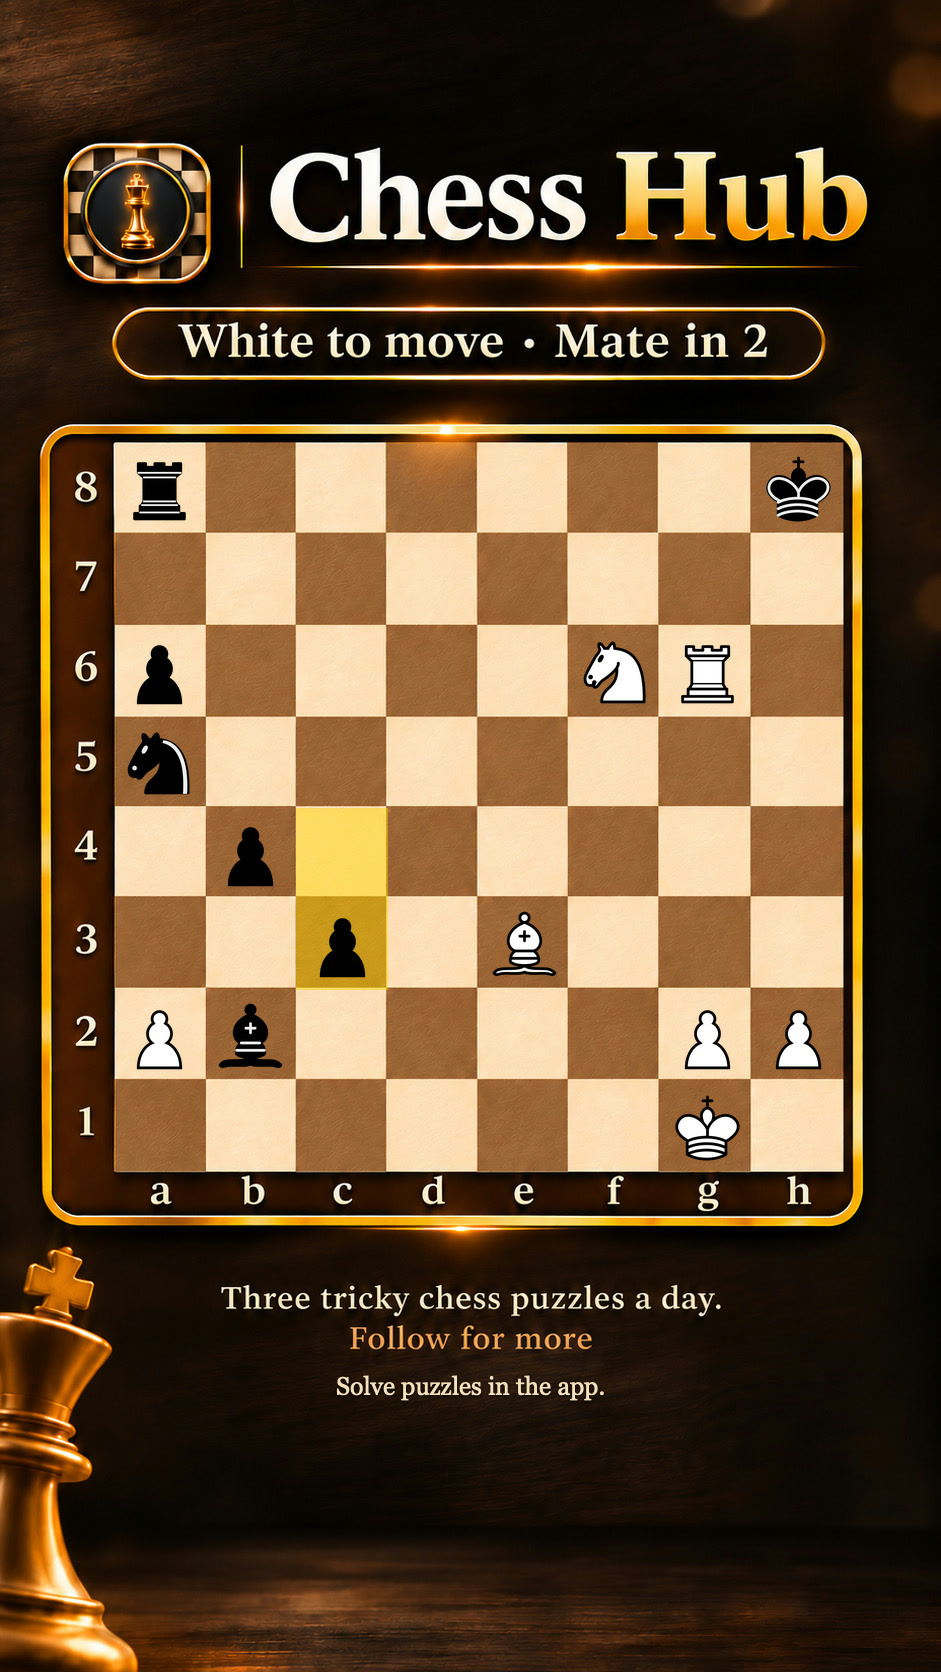 Chess Hub
White to move · Mate in 2
8
7
6
5
4
3
2
1
a b c d e f g h
Three tricky chess puzzles a day.
Follow for more
Solve puzzles in the app.